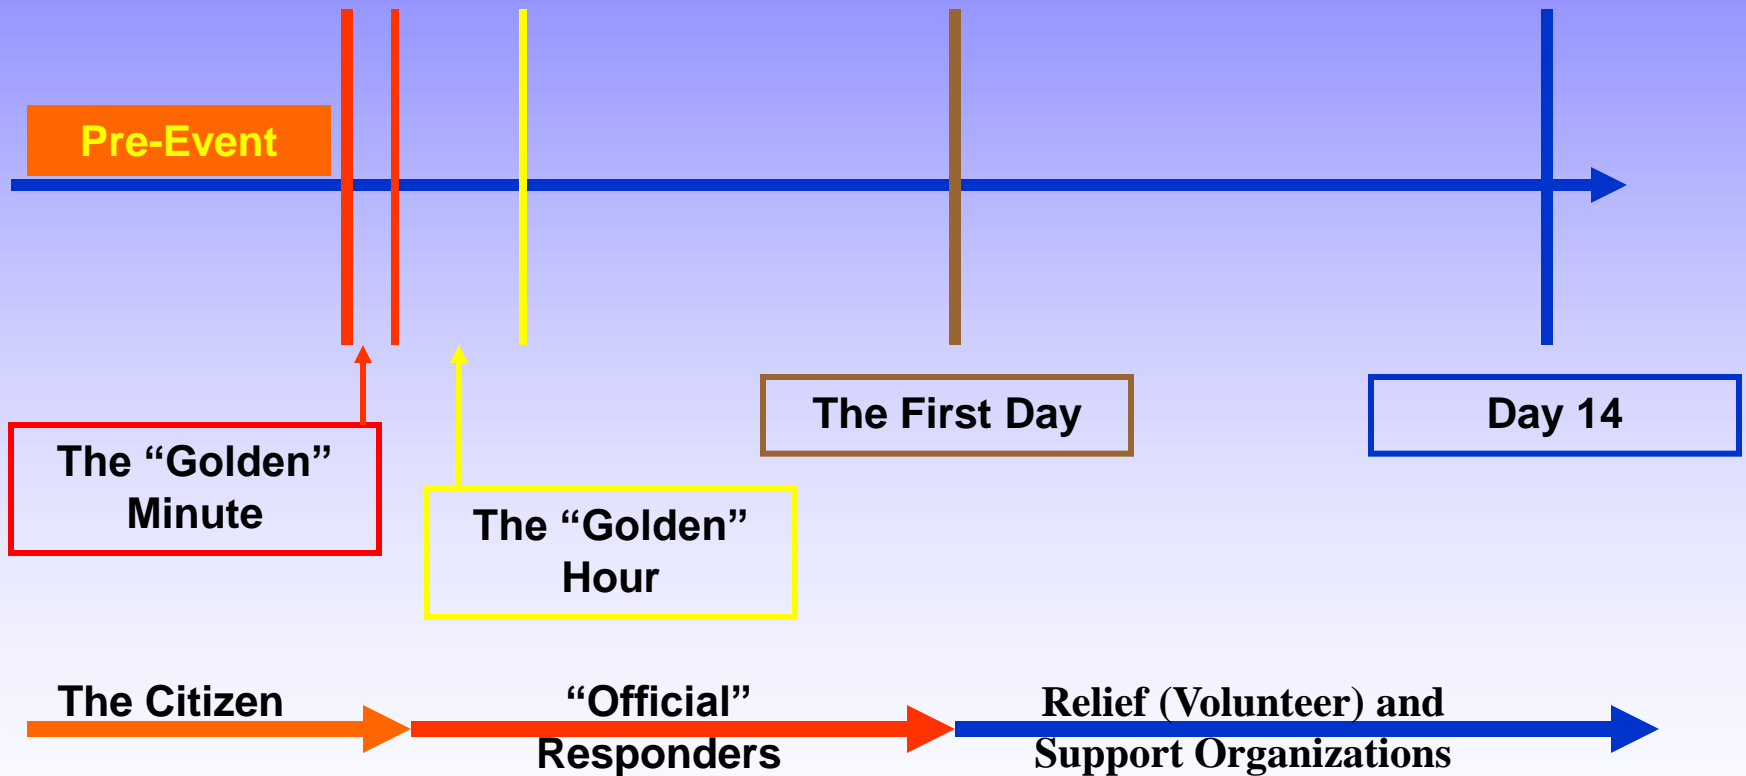 Pre-Event
The “Golden”
Minute
The “Golden”
Hour
The First Day
Day 14
The Citizen
“Official”
Responders
Relief (Volunteer) and
Support Organizations